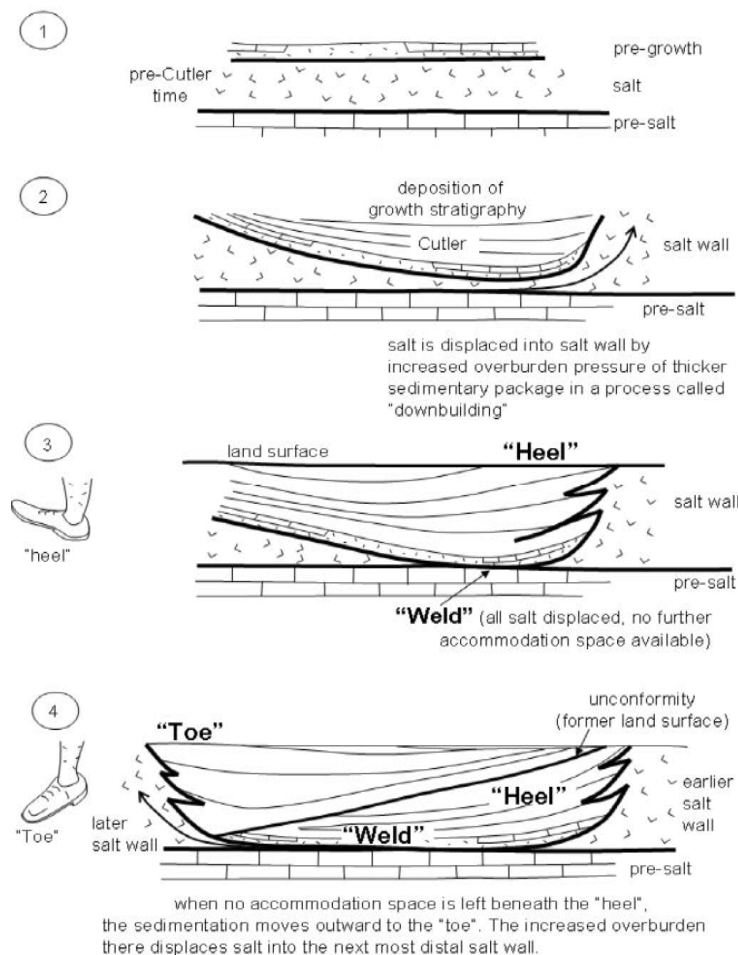 1
pre-growth
pre-Cutler
time
salt
pre-salt
2
deposition of
growth stratigraphy
Cutler
salt wall
pre-salt
salt is displaced into salt wall by
increased overburden pressure of thicker
sedimentary package in a process called
"downbuilding"
3
land surface
“Heel”
salt wall
"heel"
pre-salt
“Weld” (all salt displaced, no further
accommodation space available)
4
unconformity
(former land surface)
“Toe”
“Heel”
earlier
salt
wall
"Toe"
later
salt wall
“Weld”
pre-salt
when no accommodation space is left beneath the "heel",
the sedimentation moves outward to the "toe". The increased overburden
there displaces salt into the next most distal salt wall.